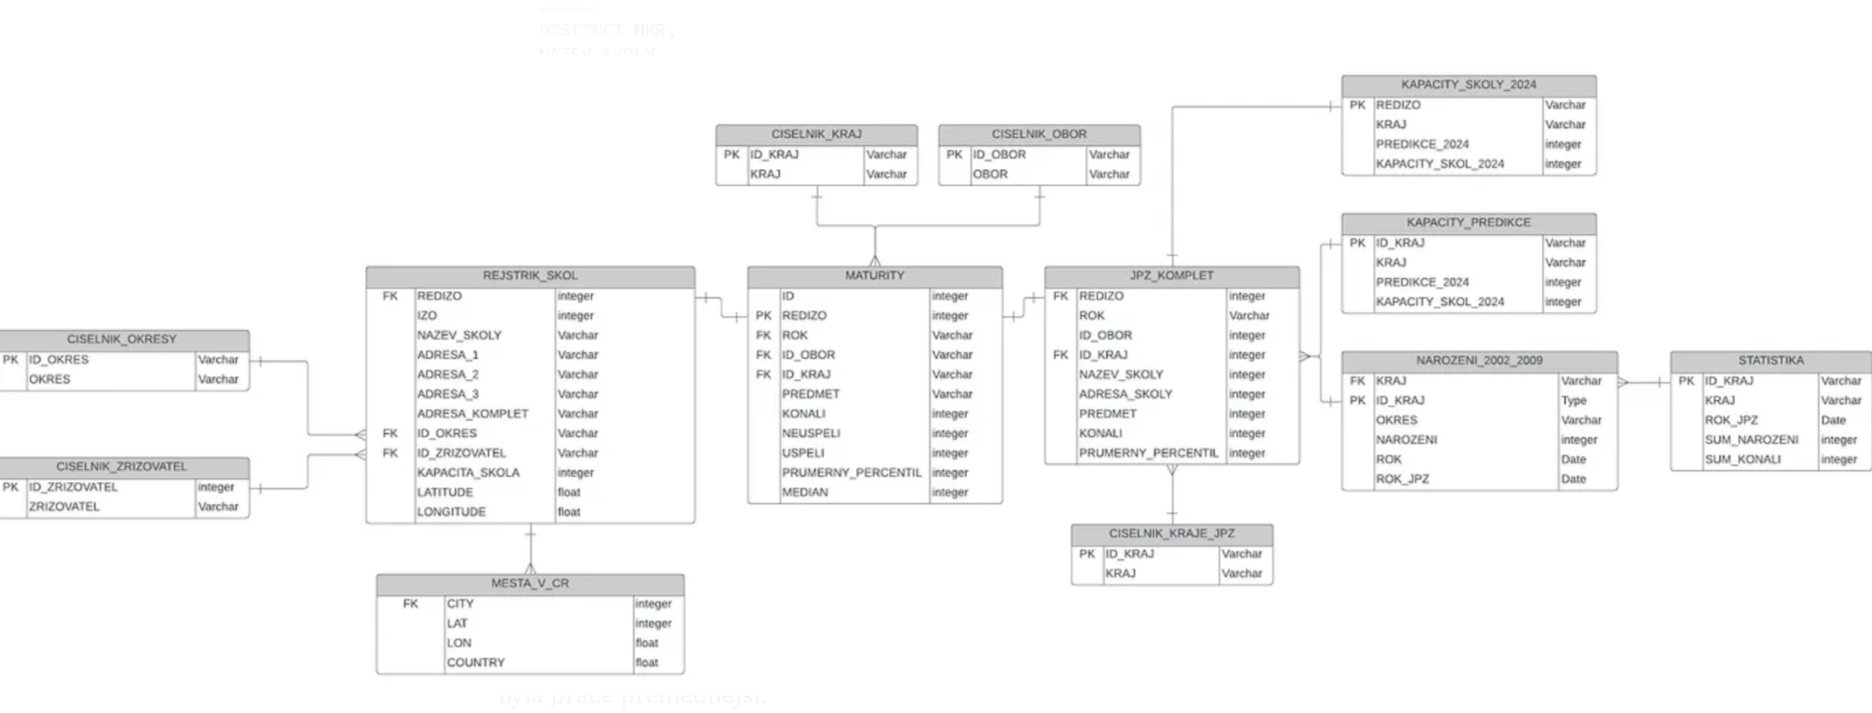 DISTINCT MKR,
KAPACITY_SKOLY_2024
PK REDIZO Varchar
KRAJ Varchar
PREDIKCE_2024 integer
KAPACITY_SKOL_2024 integer
CISELNIK_KRAJ
PK ID_KRAJ Varchar
KRAJ Varchar
CISELNIK_OBOR
PK ID_OBOR Varchar
OBOR Varchar
KAPACITY_PREDIKCE
PK ID_KRAJ Varchar
KRAJ Varchar
PREDIKCE_2024 integer
KAPACITY_SKOL_2024 integer
CISELNIK_OKRESY
PK ID_OKRES Varchar
OKRES Varchar
CISELNIK_ZRIZOVATEL
PK ID_ZRIZOVATEL integer
ZRIZOVATEL Varchar
REJSTRIK_SKOL
FK REDIZO integer
IZO integer
NAZEV_SKOLY Varchar
ADRESA_1 Varchar
ADRESA_2 Varchar
ADRESA_3 Varchar
ADRESA_KOMPLET Varchar
FK ID_OKRES Varchar
FK ID_ZRIZOVATEL Varchar
KAPACITA_SKOLA integer
LATITUDE float
LONGITUDE float
MATURITY
ID integer
PK REDIZO integer
FK ROK Varchar
FK ID_OBOR integer
FK ID_KRAJ integer
PREDMET Varchar
KONALI integer
NEUSPELI integer
USPELI integer
PRUMERNY_PERCENTIL integer
MEDIAN integer
JPZ_KOMPLET
FK REDIZO integer
ROK Varchar
ID_OBOR integer
FK ID_KRAJ integer
NAZEV_SKOLY integer
ADRESA_SKOLY integer
PREDMET integer
KONALI integer
PRUMERNY_PERCENTIL integer
NAROZENI_2002_2009
FK KRAJ Varchar
PK ID_KRAJ Type
OKRES Varchar
NAROZENI integer
ROK Date
ROK_JPZ Date
STATISTIKA
PK ID_KRAJ Varchar
KRAJ Varchar
ROK_JPZ Date
SUM_NAROZENI integer
SUM_KONALI integer
CISELNIK_KRAJE_JPZ
PK ID_KRAJ Varchar
KRAJ Varchar
MESTA_V_CR
FK CITY integer
LAT integer
LON float
COUNTRY float
byla práce přehlednější.